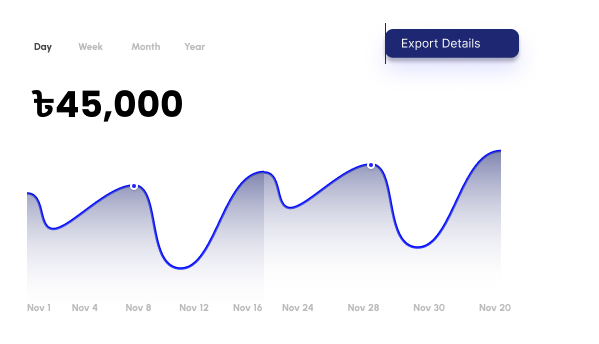 Day Week Month Year
Export Details
৳45,000
Nov 1 Nov 4 Nov 8 Nov 12 Nov 16 Nov 24 Nov 28 Nov 30 Nov 20